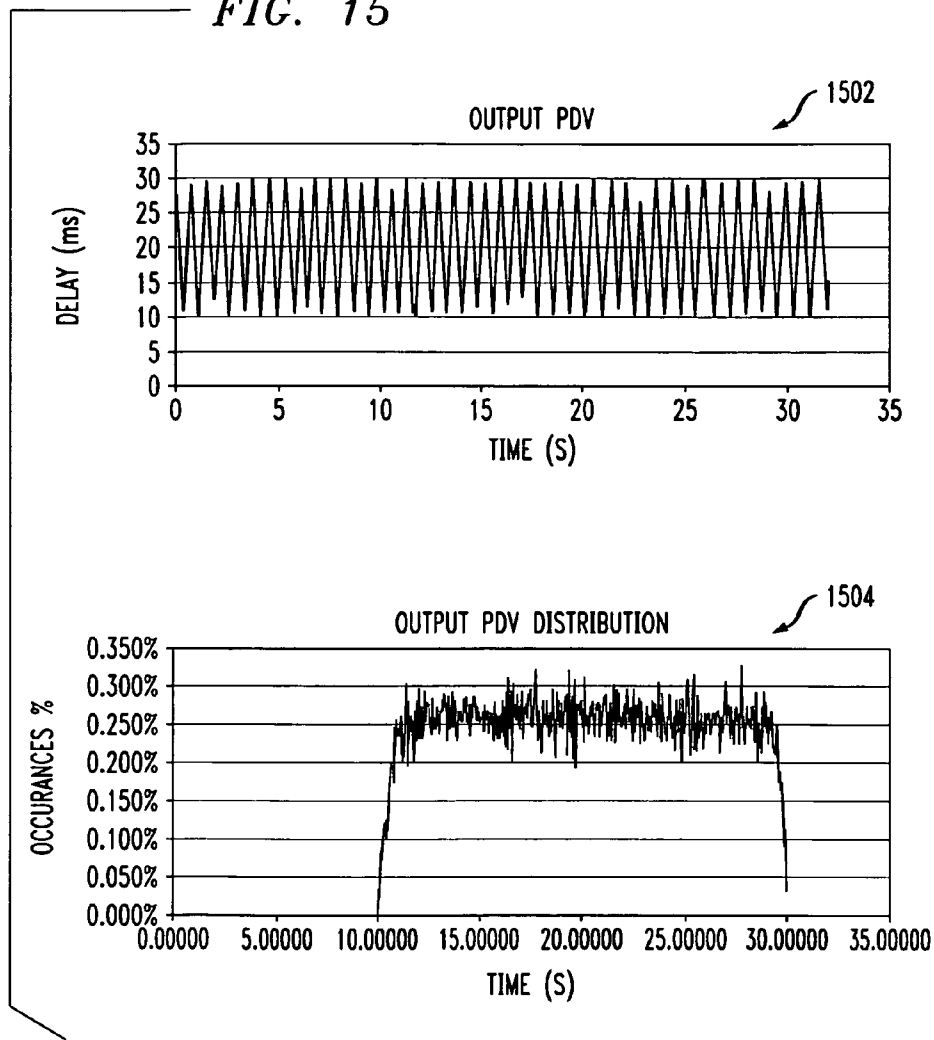 FIG. 15
1502
OUTPUT PDV
35
30
25
20
15
10
5
0
DELAY (ms)
0 5 10 15 20 25 30 35
TIME (S)
1504
OUTPUT PDV DISTRIBUTION
0.350%
0.300%
0.250%
0.200%
0.150%
0.100%
0.050%
0.000%
OCCURANCES %
0.00000 5.00000 10.00000 15.00000 20.00000 25.00000 30.00000 35.00000
TIME (S)